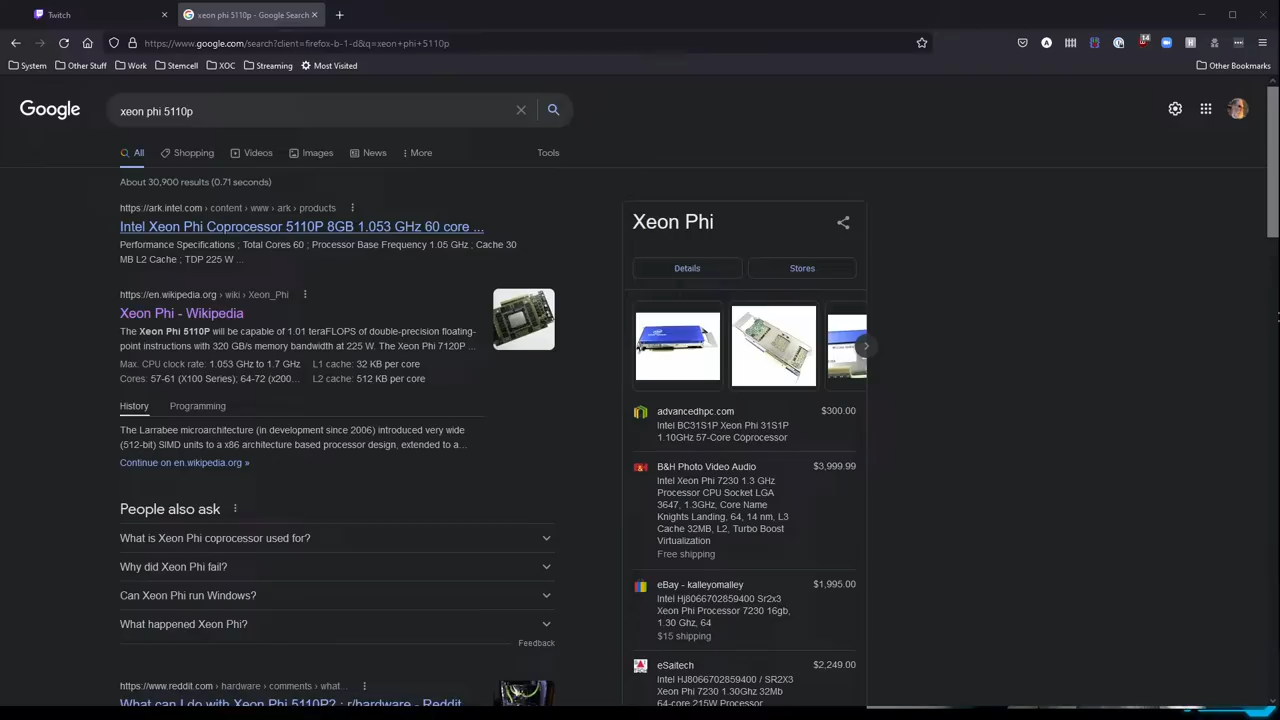 Twitch
xeon phi 5110p - Google Search
https://www.google.com/search?client=firefox-b-1-d&q=xeon+phi+5110p
14
System Other Stuff Work Stemcell XOC Streaming Most Visited Other Bookmarks
Google
xeon phi 5110p
All Shopping Videos Images News More Tools
About 30,900 results (0.71 seconds)
https://ark.intel.com › content › www › ark › products
Intel Xeon Phi Coprocessor 5110P 8GB 1.053 GHz 60 core ...
Performance Specifications ; Total Cores 60 ; Processor Base Frequency 1.05 GHz ; Cache 30
MB L2 Cache ; TDP 225 W ...
https://en.wikipedia.org › wiki › Xeon_Phi
Xeon Phi - Wikipedia
The Xeon Phi 5110P will be capable of 1.01 teraFLOPS of double-precision floating-
point instructions with 320 GB/s memory bandwidth at 225 W. The Xeon Phi 7120P ...
Max. CPU clock rate: 1.053 GHz to 1.7 GHz L1 cache: 32 KB per core
Cores: 57-61 (X100 Series); 64-72 (x200... L2 cache: 512 KB per core
History Programming
The Larrabee microarchitecture (in development since 2006) introduced very wide
(512-bit) SIMD units to a x86 architecture based processor design, extended to a...
Continue on en.wikipedia.org »
People also ask
What is Xeon Phi coprocessor used for?
Why did Xeon Phi fail?
Can Xeon Phi run Windows?
What happened Xeon Phi?
Feedback
https://www.reddit.com › hardware › comments › what...
What can I do with Xeon Phi 5110P? : r/hardware - Reddit
Xeon Phi
Details Stores
advancedhpc.com $300.00
Intel BC31S1P Xeon Phi 31S1P
1.10GHz 57-Core Coprocessor
B&H Photo Video Audio $3,999.99
Intel Xeon Phi 7230 1.3 GHz
Processor CPU Socket LGA
3647, 1.3GHz, Core Name
Knights Landing, 64, 14 nm, L3
Cache 32MB, L2, Turbo Boost
Virtualization
Free shipping
eBay - kalleyomalley $1,995.00
Intel Hj8066702859400 Sr2x3
Xeon Phi Processor 7230 16gb,
1.30 Ghz, 64
$15 shipping
eSaitech $2,249.00
Intel HJ8066702859400 / SR2X3
Xeon Phi 7230 1.30Ghz 32Mb
64-core 215W Processor